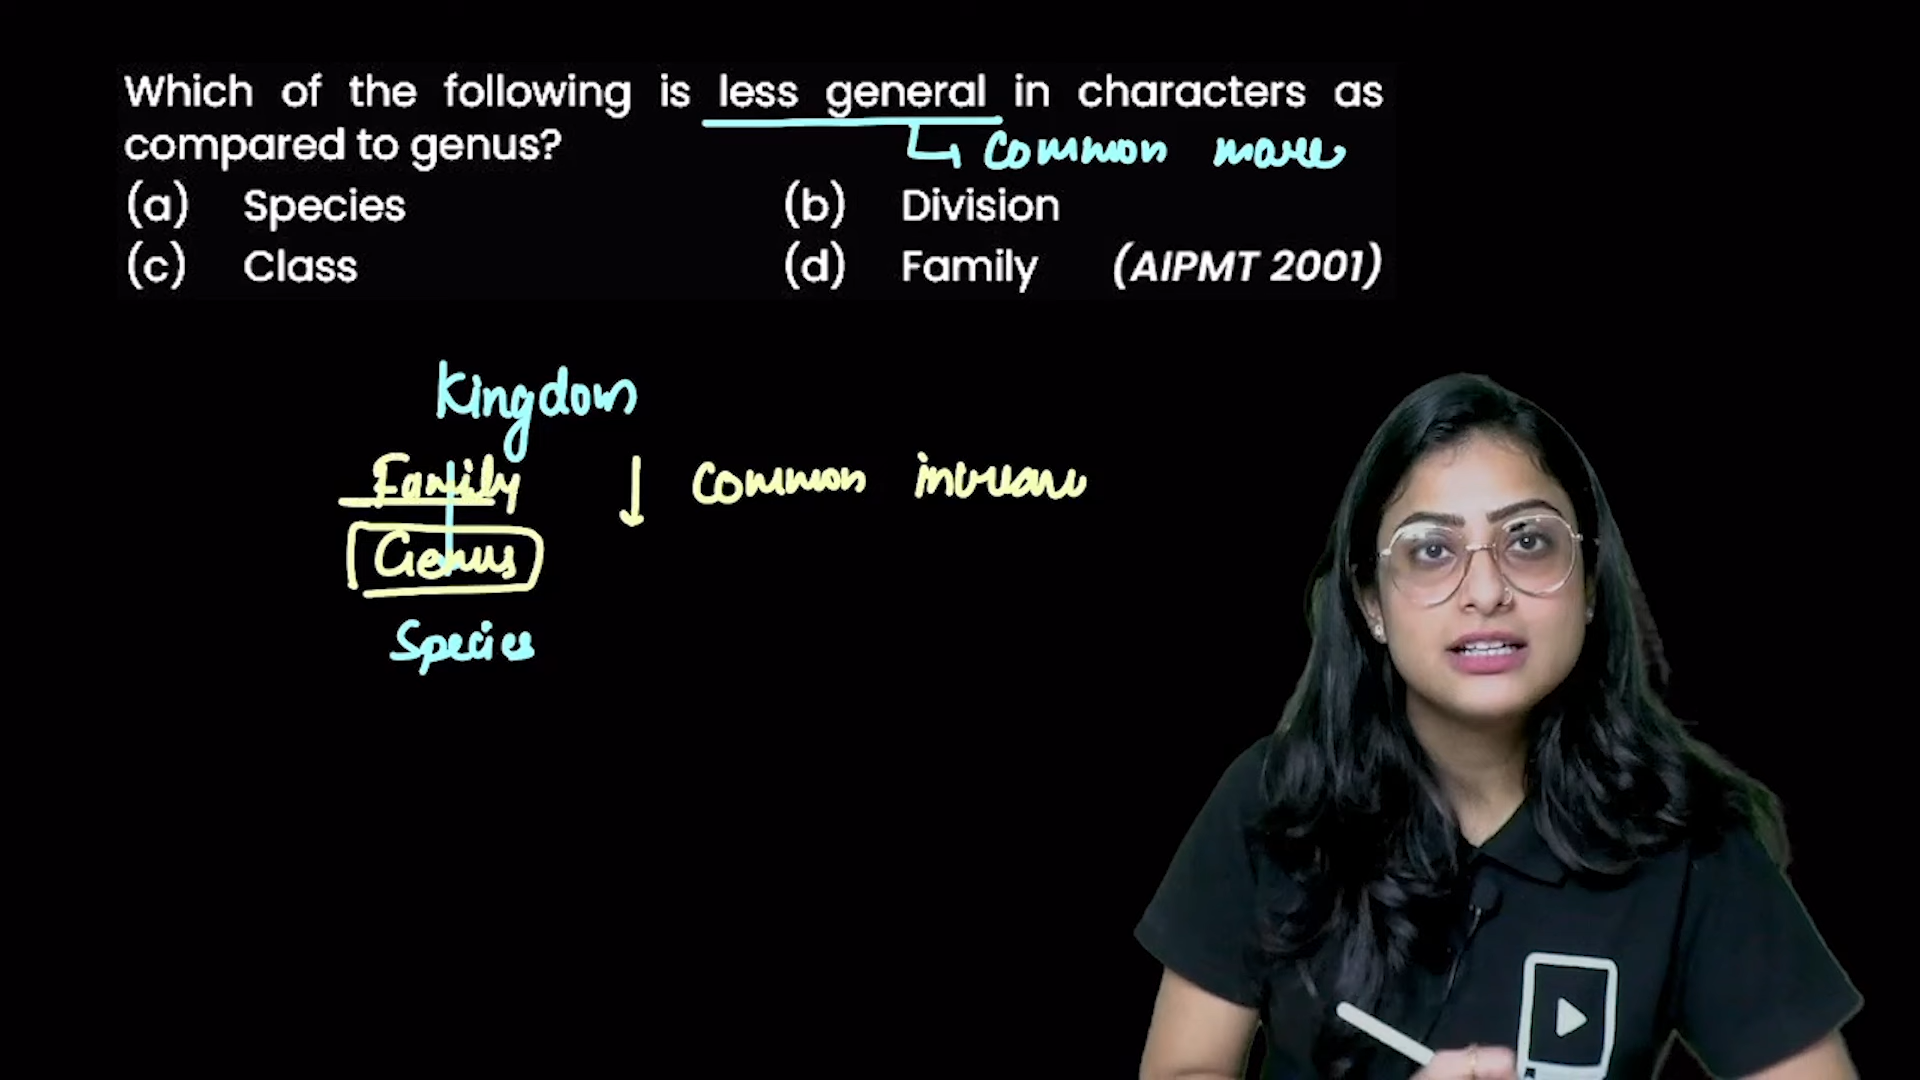 Which of the following is less general in characters as
compared to genus?
Common more
(a) Species (b) Division
(c) Class (d) Family (AIPMT 2001)
Kingdom
Family
Common increase
Genus
Species